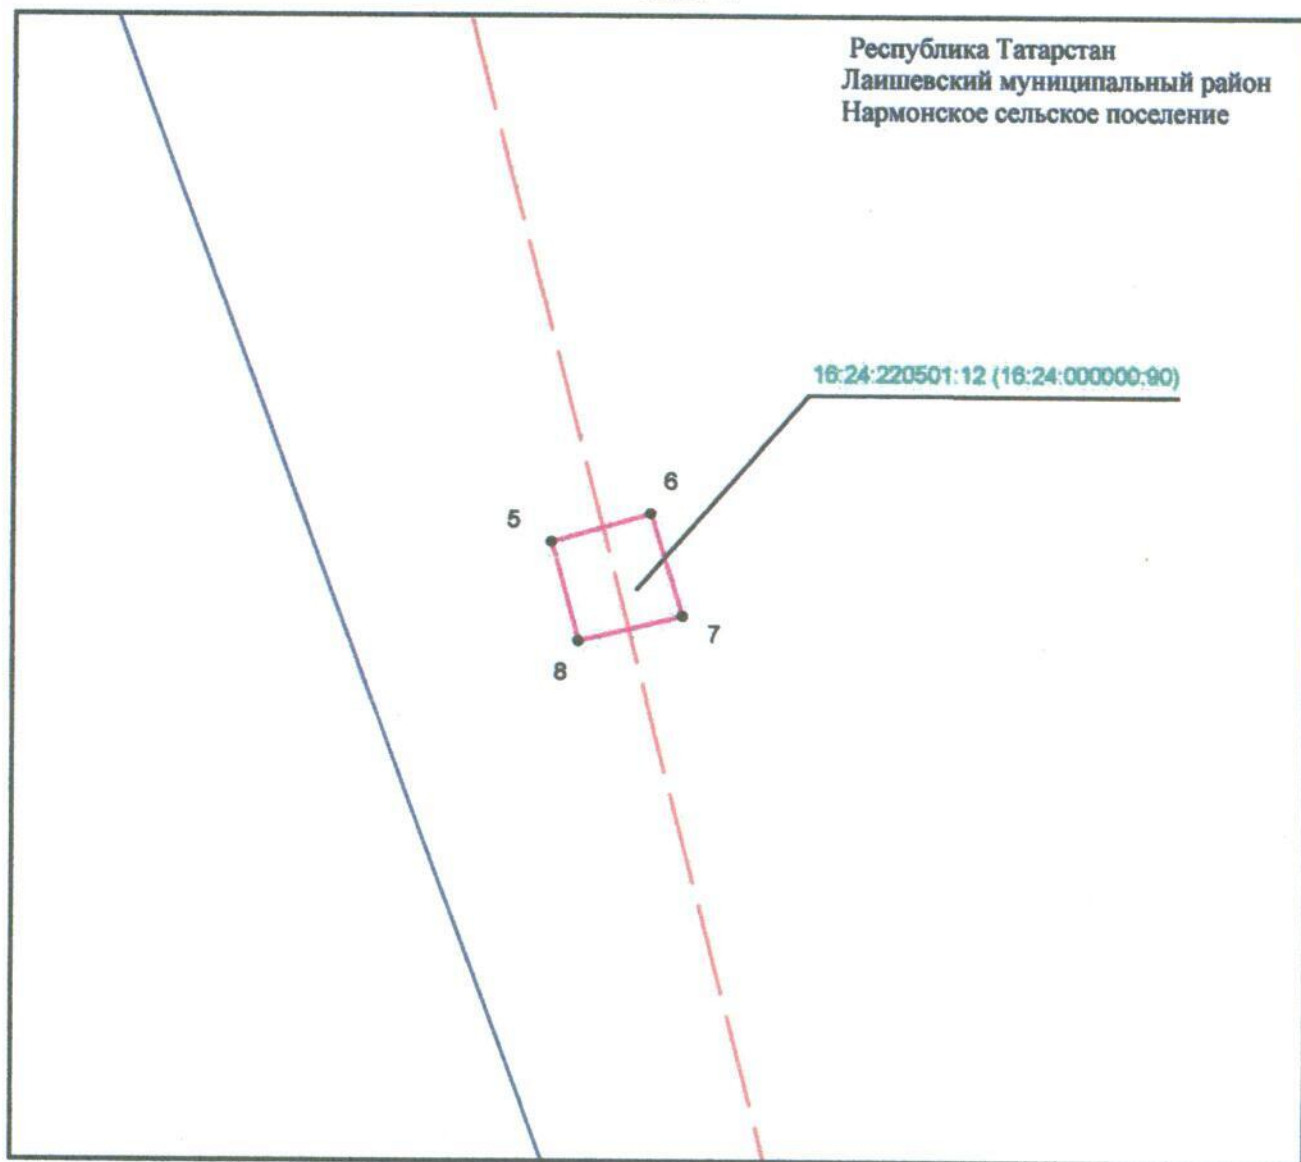 Республика Татарстан
Лаишевский муниципальный район
Нармонское сельское поселение
16:24:220501:12 (16:24:000000:90)
6
5
7
8